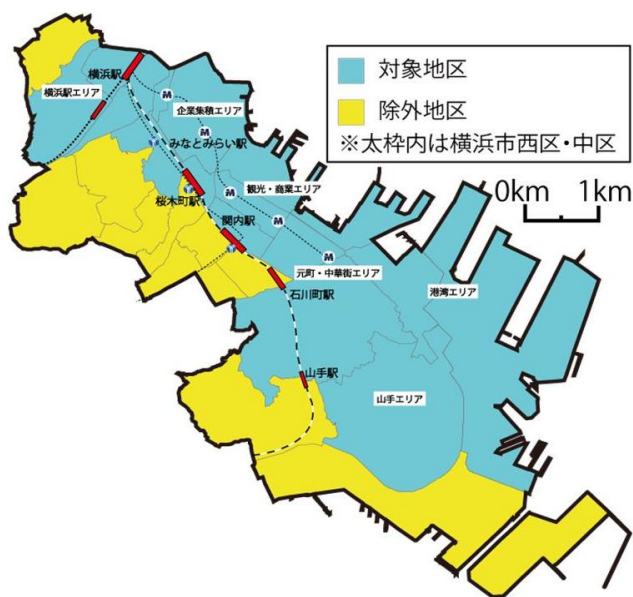 対象地区
除外地区
※太枠内は横浜市西区・中区
0km 1km
横浜駅
横浜駅エリア
企業集積エリア
みなとみらい駅
観光・商業エリア
桜木町駅
関内駅
元町・中華街エリア
石川町駅
港湾エリア
山手駅
山手エリア